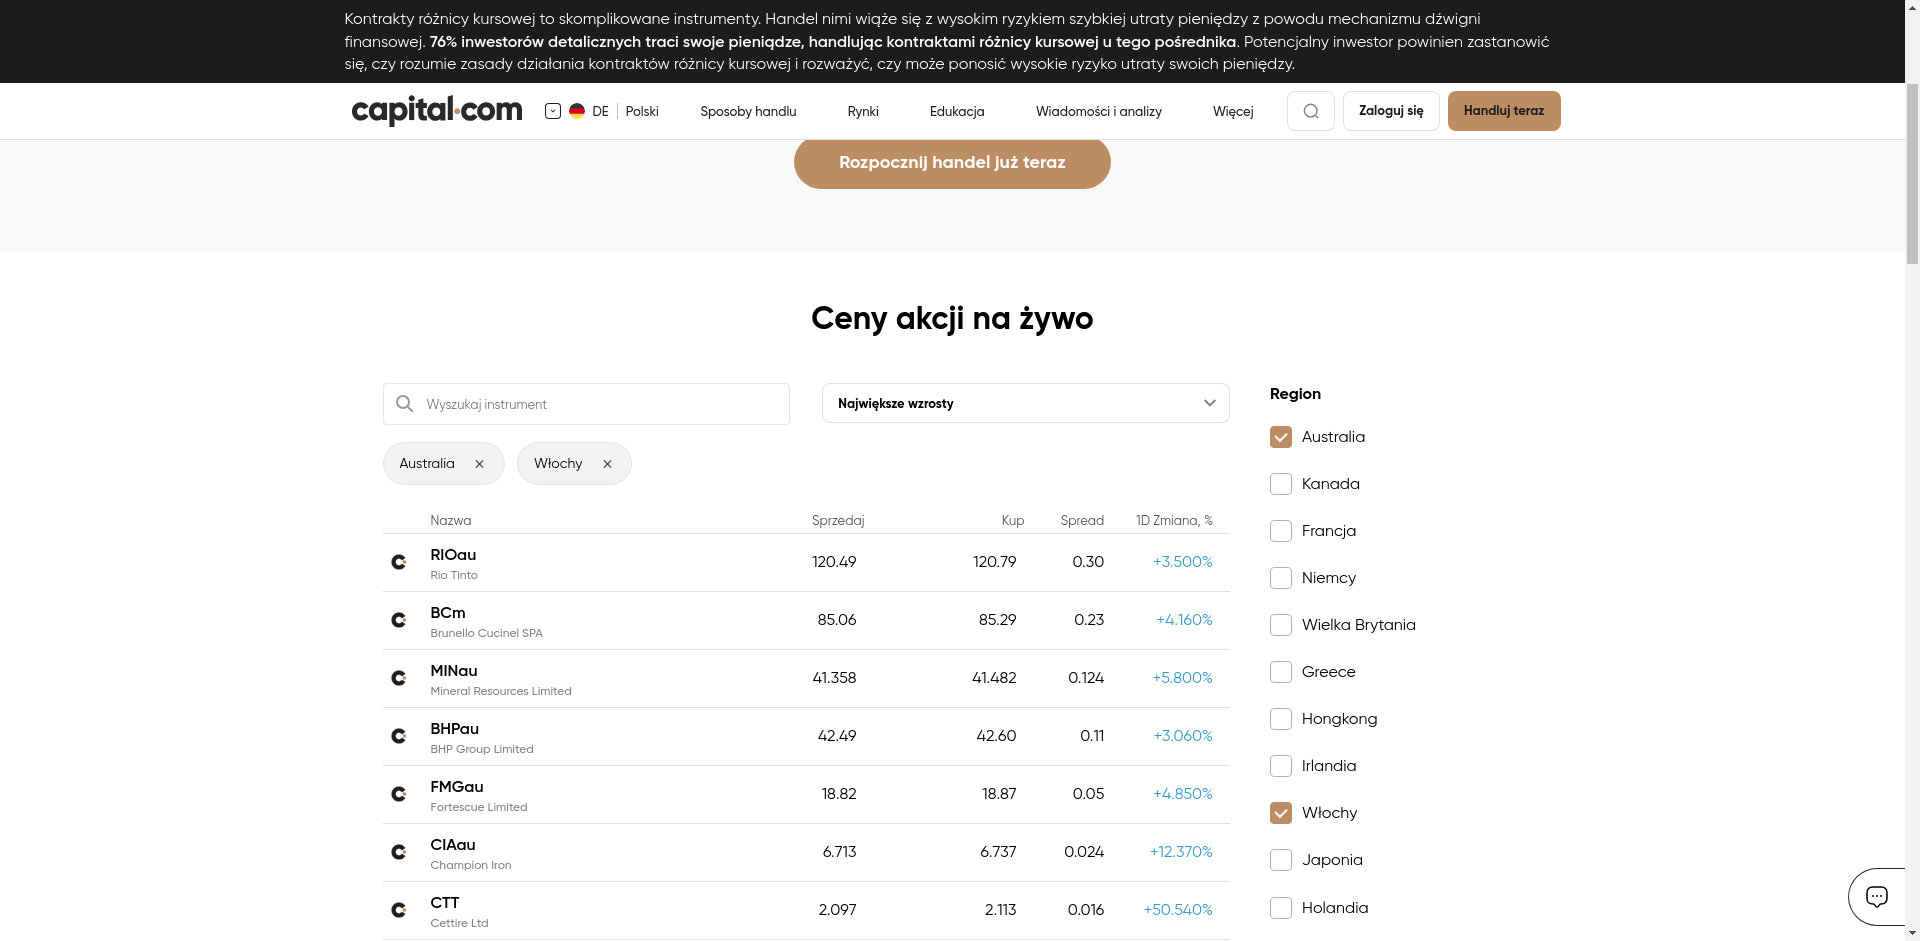 Kontrakty różnicy kursowej to skomplikowane instrumenty. Handel nimi wiąże się z wysokim ryzykiem szybkiej utraty pieniędzy z powodu mechanizmu dźwigni
finansowej. 76% inwestorów detalicznych traci swoje pieniądze, handlując kontraktami różnicy kursowej u tego pośrednika. Potencjalny inwestor powinien zastanowić
się, czy rozumie zasady działania kontraktów różnicy kursowej i rozważyć, czy może ponosić wysokie ryzyko utraty swoich pieniędzy.
capital.com DE Polski Sposoby handlu Rynki Edukacja Wiadomości i analizy Więcej Zaloguj się Handluj teraz
Rozpocznij handel już teraz
Ceny akcji na żywo
Wyszukaj instrument
Największe wzrosty
Australia Włochy
Nazwa Sprzedaj Kup Spread 1D Zmiana, %
RIOau 120.49 120.79 0.30 +3.500%
Rio Tinto
BCm 85.06 85.29 0.23 +4.160%
Brunello Cucinel SPA
MINau 41.358 41.482 0.124 +5.800%
Mineral Resources Limited
BHPau 42.49 42.60 0.11 +3.060%
BHP Group Limited
FMGau 18.82 18.87 0.05 +4.850%
Fortescue Limited
CIAau 6.713 6.737 0.024 +12.370%
Champion Iron
CTT 2.097 2.113 0.016 +50.540%
Cettire Ltd
Region
Australia
Kanada
Francja
Niemcy
Wielka Brytania
Greece
Hongkong
Irlandia
Włochy
Japonia
Holandia